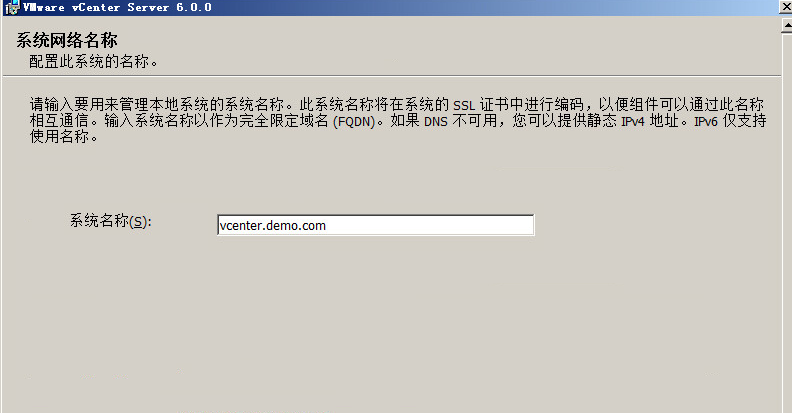 VMware vCenter Server 6.0.0
系统网络名称
配置此系统的名称。
请输入要用来管理本地系统的系统名称。此系统名称将在系统的 SSL 证书中进行编码，以便组件可以通过此名称
相互通信。输入系统名称以作为完全限定域名 (FQDN)。如果 DNS 不可用，您可以提供静态 IPv4 地址。IPv6 仅支持
使用名称。
系统名称(S): vcenter.demo.com